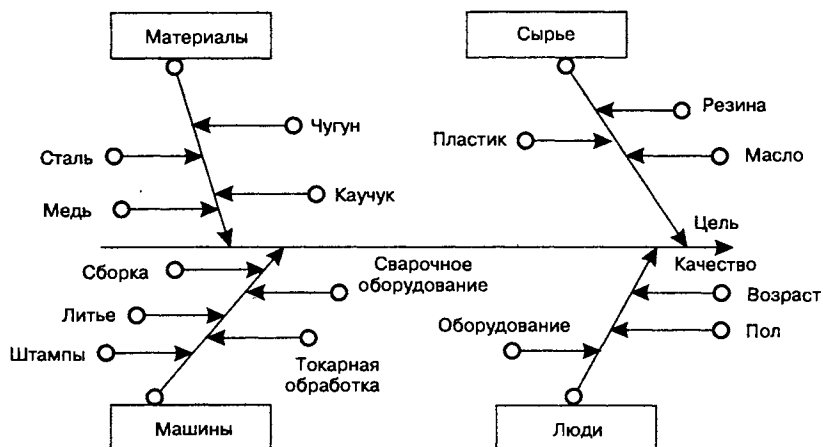 Материалы
Сырье
Чугун
Резина
Сталь
Пластик
Масло
Медь
Каучук
Цель
Сборка
Сварочное
оборудование
Качество
Литье
Возраст
Оборудование
Пол
Штампы
Токарная
обработка
Машины
Люди